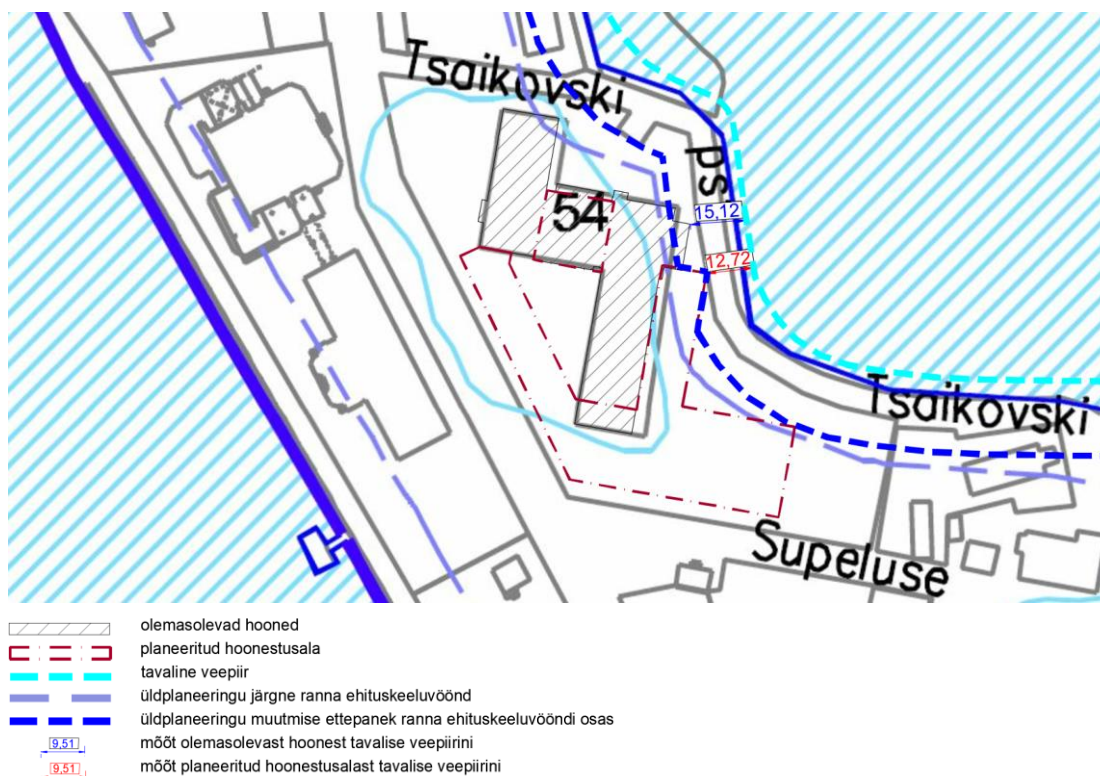 Tsaikovski
ps
54
15,12
12,72
Tsaikovski
Supeluse
olemasolevad hooned
planeeritud hoonestusala
tavaline veepiir
üldplaneeringu järgne ranna ehituskeeluvöönd
üldplaneeringu muutmise ettepanek ranna ehituskeeluvööndi osas
9,51
mõõt olemasolevast hoonest tavalise veepiirini
9,51
mõõt planeeritud hoonestusalast tavalise veepiirini